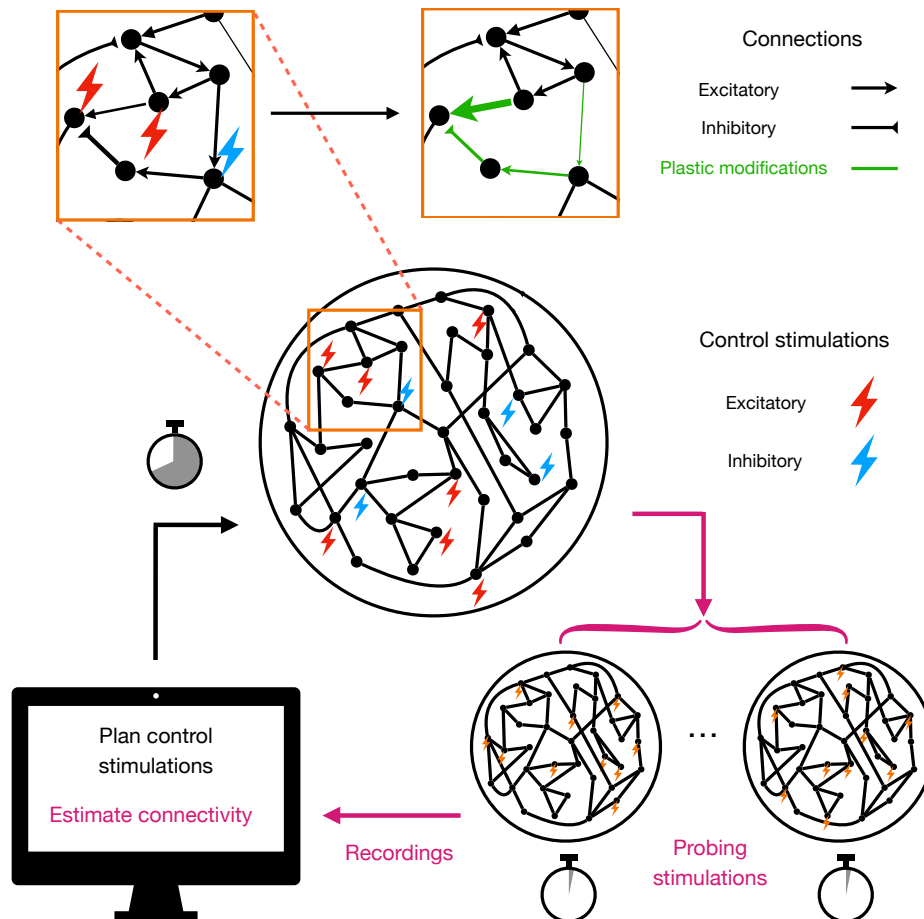 Connections
Excitatory
Inhibitory
Plastic modifications
Control stimulations
Excitatory
Inhibitory
Plan control
stimulations
Estimate connectivity
Recordings
...
Probing
stimulations